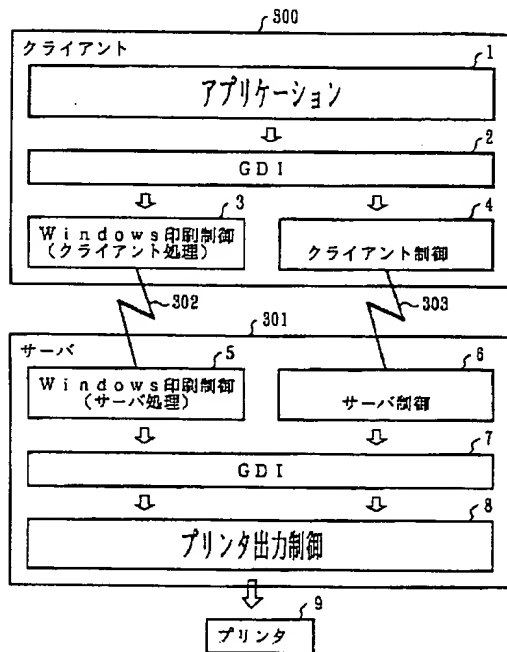 300
クライアント
1
アプリケーション
2
GDI
3
4
Windows印刷制御
(クライアント処理)
クライアント制御
302
303
301
サーバ
5
6
Windows印刷制御
(サーバ処理)
サーバ制御
7
GDI
8
プリンタ出力制御
9
プリンタ